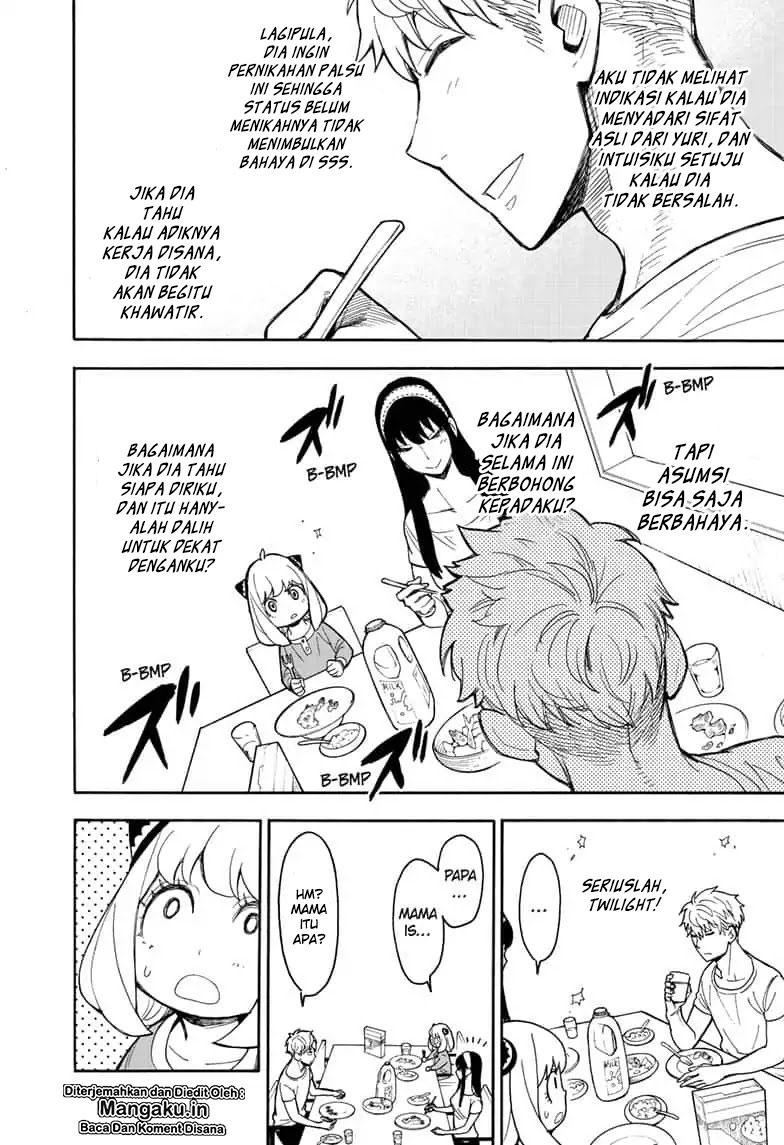 AKU TIDAK MELIHAT
INDIKASI KALAU DIA
MENYADARI SIFAT
ASLI DARI YURI, DAN
INTUISIKU SETUJU
KALAU DIA
TIDAK BERSALAH.
LAGIPULA,
DIA INGIN
PERNIKAHAN PALSU
INI SEHINGGA
STATUS BELUM
MENIKAHNYA TIDAK
MENIMBULKAN
BAHAYA DI SSS.
JIKA DIA
TAHU
KALAU ADIKNYA
KERJA DISANA,
DIA TIDAK
AKAN BEGITU
KHAWATIR.
B-BMP
TAPI
ASUMSI
BISA SAJA
BERBAHAYA.
BAGAIMANA
JIKA DIA
SELAMA INI
BERBOHONG
KEPADAKU?
B-BMP
BAGAIMANA
JIKA DIA TAHU
SIAPA DIRIKU,
DAN ITU HANY-
ALAH DALIH
UNTUK DEKAT
DENGANKU?
B-BMP
B-BMP
ズ
ズ
MILK
SERIUSLAH,
TWILIGHT!
...
MILK
PAPA
...
MAMA
IS...
HM?
MAMA
ITU
APA?
Diterjemahkan dan Diedit Oleh:
Mangaku.in
Baca Dan Koment Disana